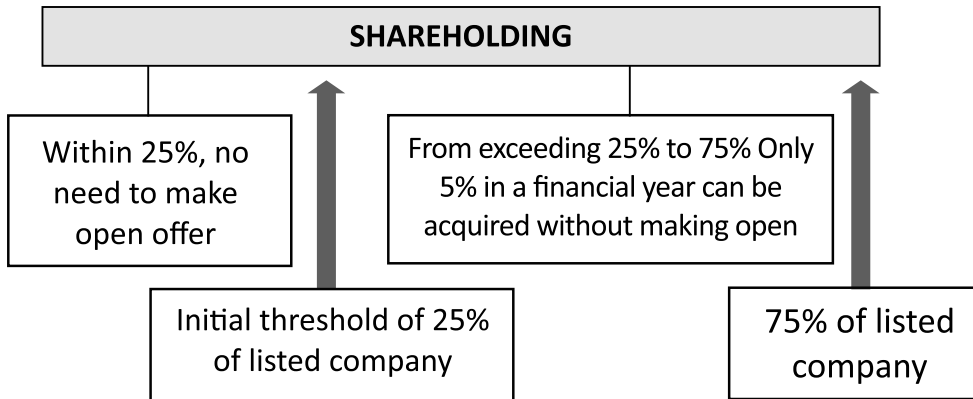 SHAREHOLDING
Within 25%, no
need to make
open offer
From exceeding 25% to 75% Only
5% in a financial year can be
acquired without making open
Initial threshold of 25%
of listed company
75% of listed
company